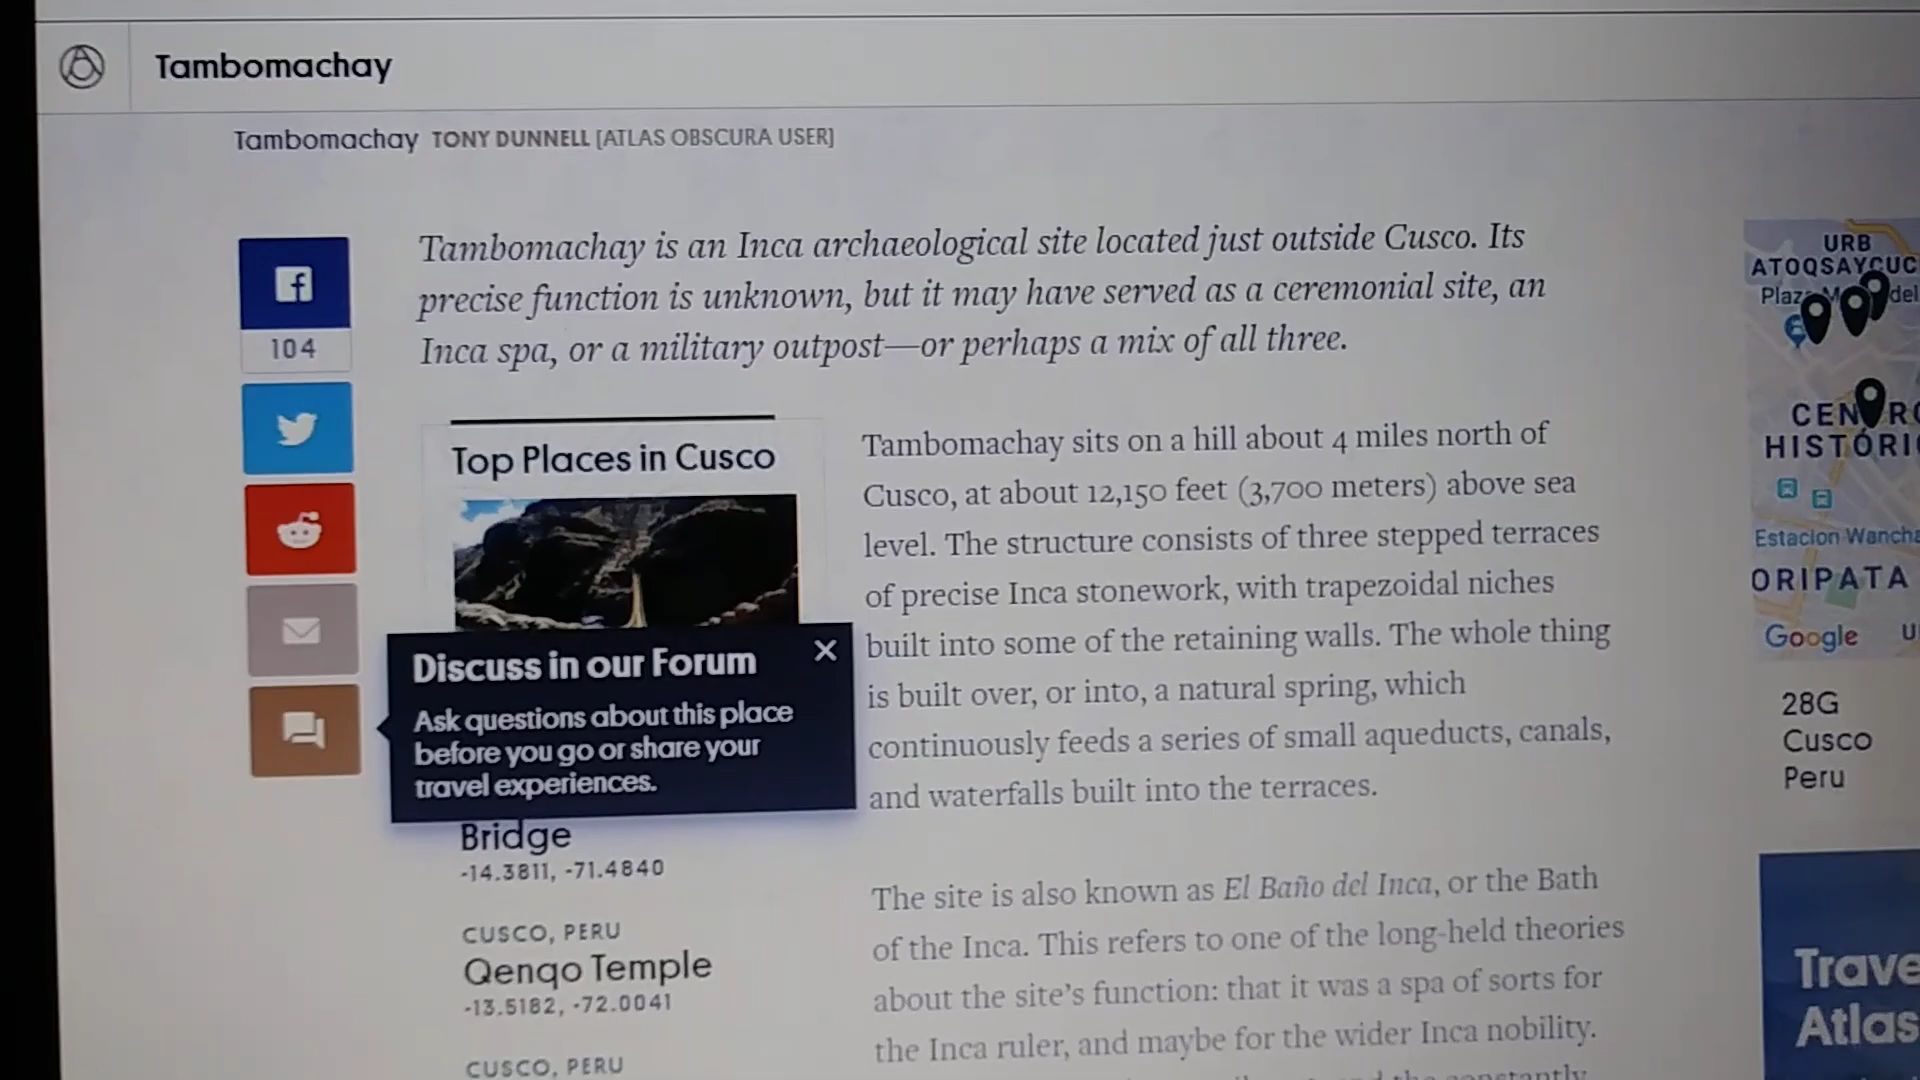 Tambomachay
Tambomachay TONY DUNNELL [ATLAS OBSCURA USER]
Tambomachay is an Inca archaeological site located just outside Cusco. Its
precise function is unknown, but it may have served as a ceremonial site, an
Inca spa, or a military outpost—or perhaps a mix of all three.
104
Top Places in Cusco
Discuss in our Forum
Ask questions about this place
before you go or share your
travel experiences.
Bridge
-14.3811, -71.4840
CUSCO, PERU
Qenqo Temple
-13.5182, -72.0041
CUSCO, PERU
Tambomachay sits on a hill about 4 miles north of
Cusco, at about 12,150 feet (3,700 meters) above sea
level. The structure consists of three stepped terraces
of precise Inca stonework, with trapezoidal niches
built into some of the retaining walls. The whole thing
is built over, or into, a natural spring, which
continuously feeds a series of small aqueducts, canals,
and waterfalls built into the terraces.
The site is also known as El Baño del Inca, or the Bath
of the Inca. This refers to one of the long-held theories
about the site's function: that it was a spa of sorts for
the Inca ruler, and maybe for the wider Inca nobility.
constantly
URB
ATOQSAYCUC
Plaza
del
HISTÓRI
Estacion Wancha
ORIPATA
Google
28G
Cusco
Peru
Trave
Atlas